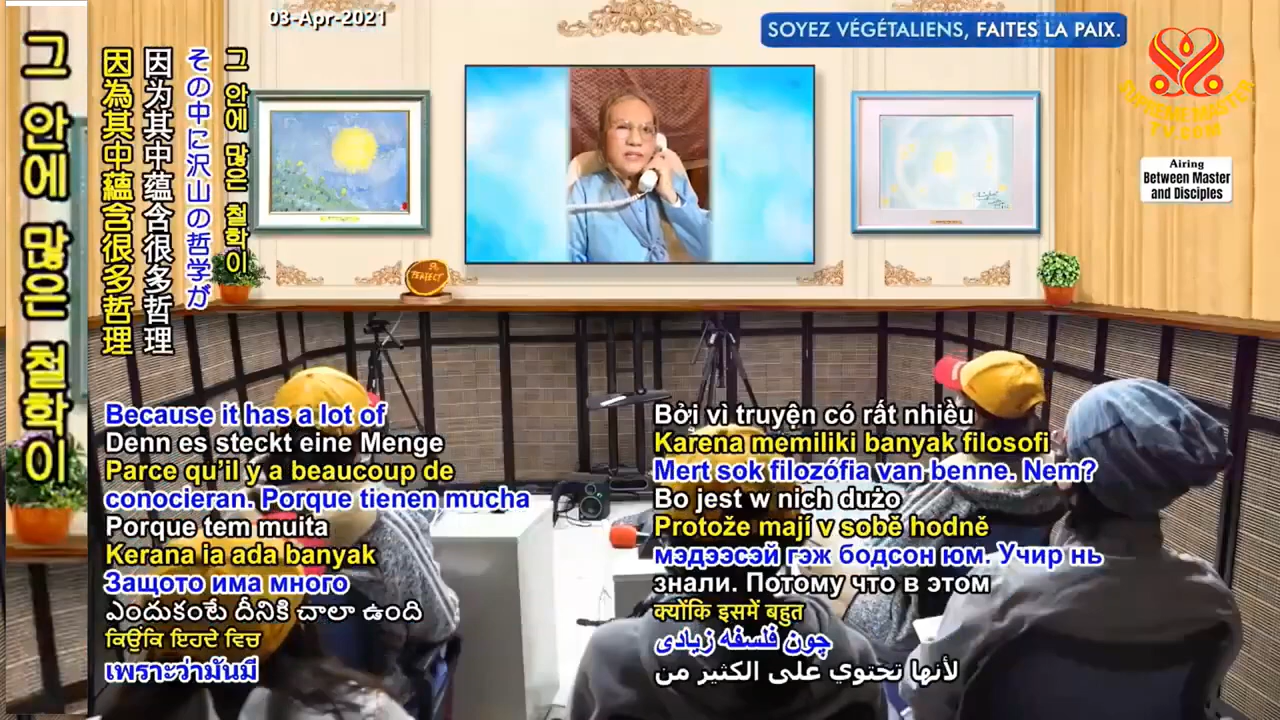 03-Apr-2021
SOYEZ VÉGÉTALIENS, FAITES LA PAIX.
SUPREME MASTER
TV.COM
Airing
Between Master
and Disciples
그 안에 많은 철학이
因為其中蘊含很多哲理
因为其中蕴含很多哲理
その中に沢山の哲学が
그 안에 많은 철학이
PERFECT
Because it has a lot of
Denn es steckt eine Menge
Parce qu'il y a beaucoup de
conocieran. Porque tienen mucha
Porque tem muita
Kerana ia ada banyak
Защото има много
ఎందుకంటే దీనికి చాలా ఉంది
ਕਿਉਂਕਿ ਇਹਦੇ ਵਿਚ
เพราะว่ามันมี
Bởi vì truyện có rất nhiều
Karena memiliki banyak filosofi
Mert sok filozófia van benne. Nem?
Bo jest w nich dużo
Protože mají v sobě hodně
мэдээсэй гэж бодсон юм. Учир нь
знали. Потому что в этом
क्योंकि इसमें बहुत
چون فلسفه زیادی
لأنها تحتوي على الكثير من